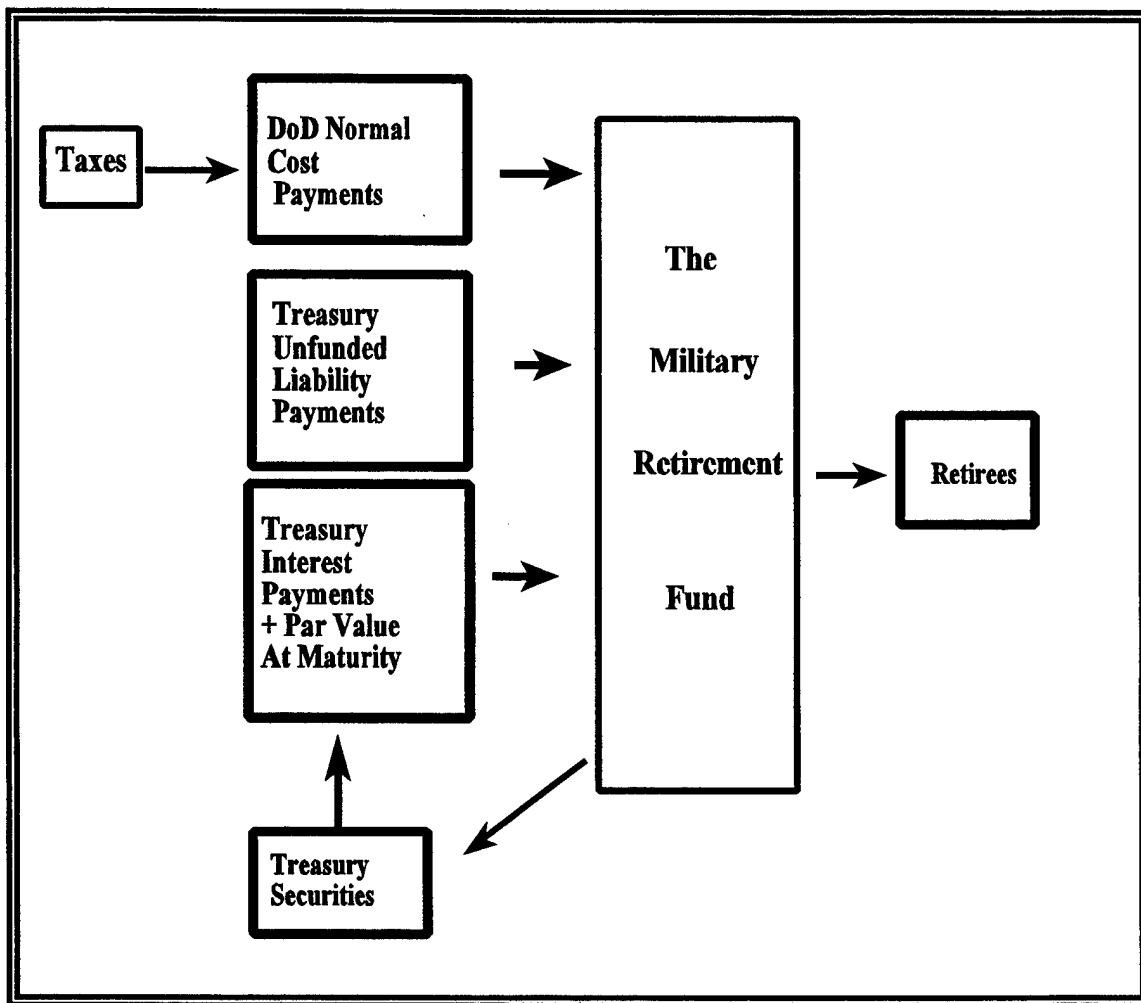 Taxes
DoD Normal
Cost
Payments
Treasury
Unfunded
Liability
Payments
Treasury
Interest
Payments
+ Par Value
At Maturity
Treasury
Securities
The
Military
Retirement
Fund
Retirees